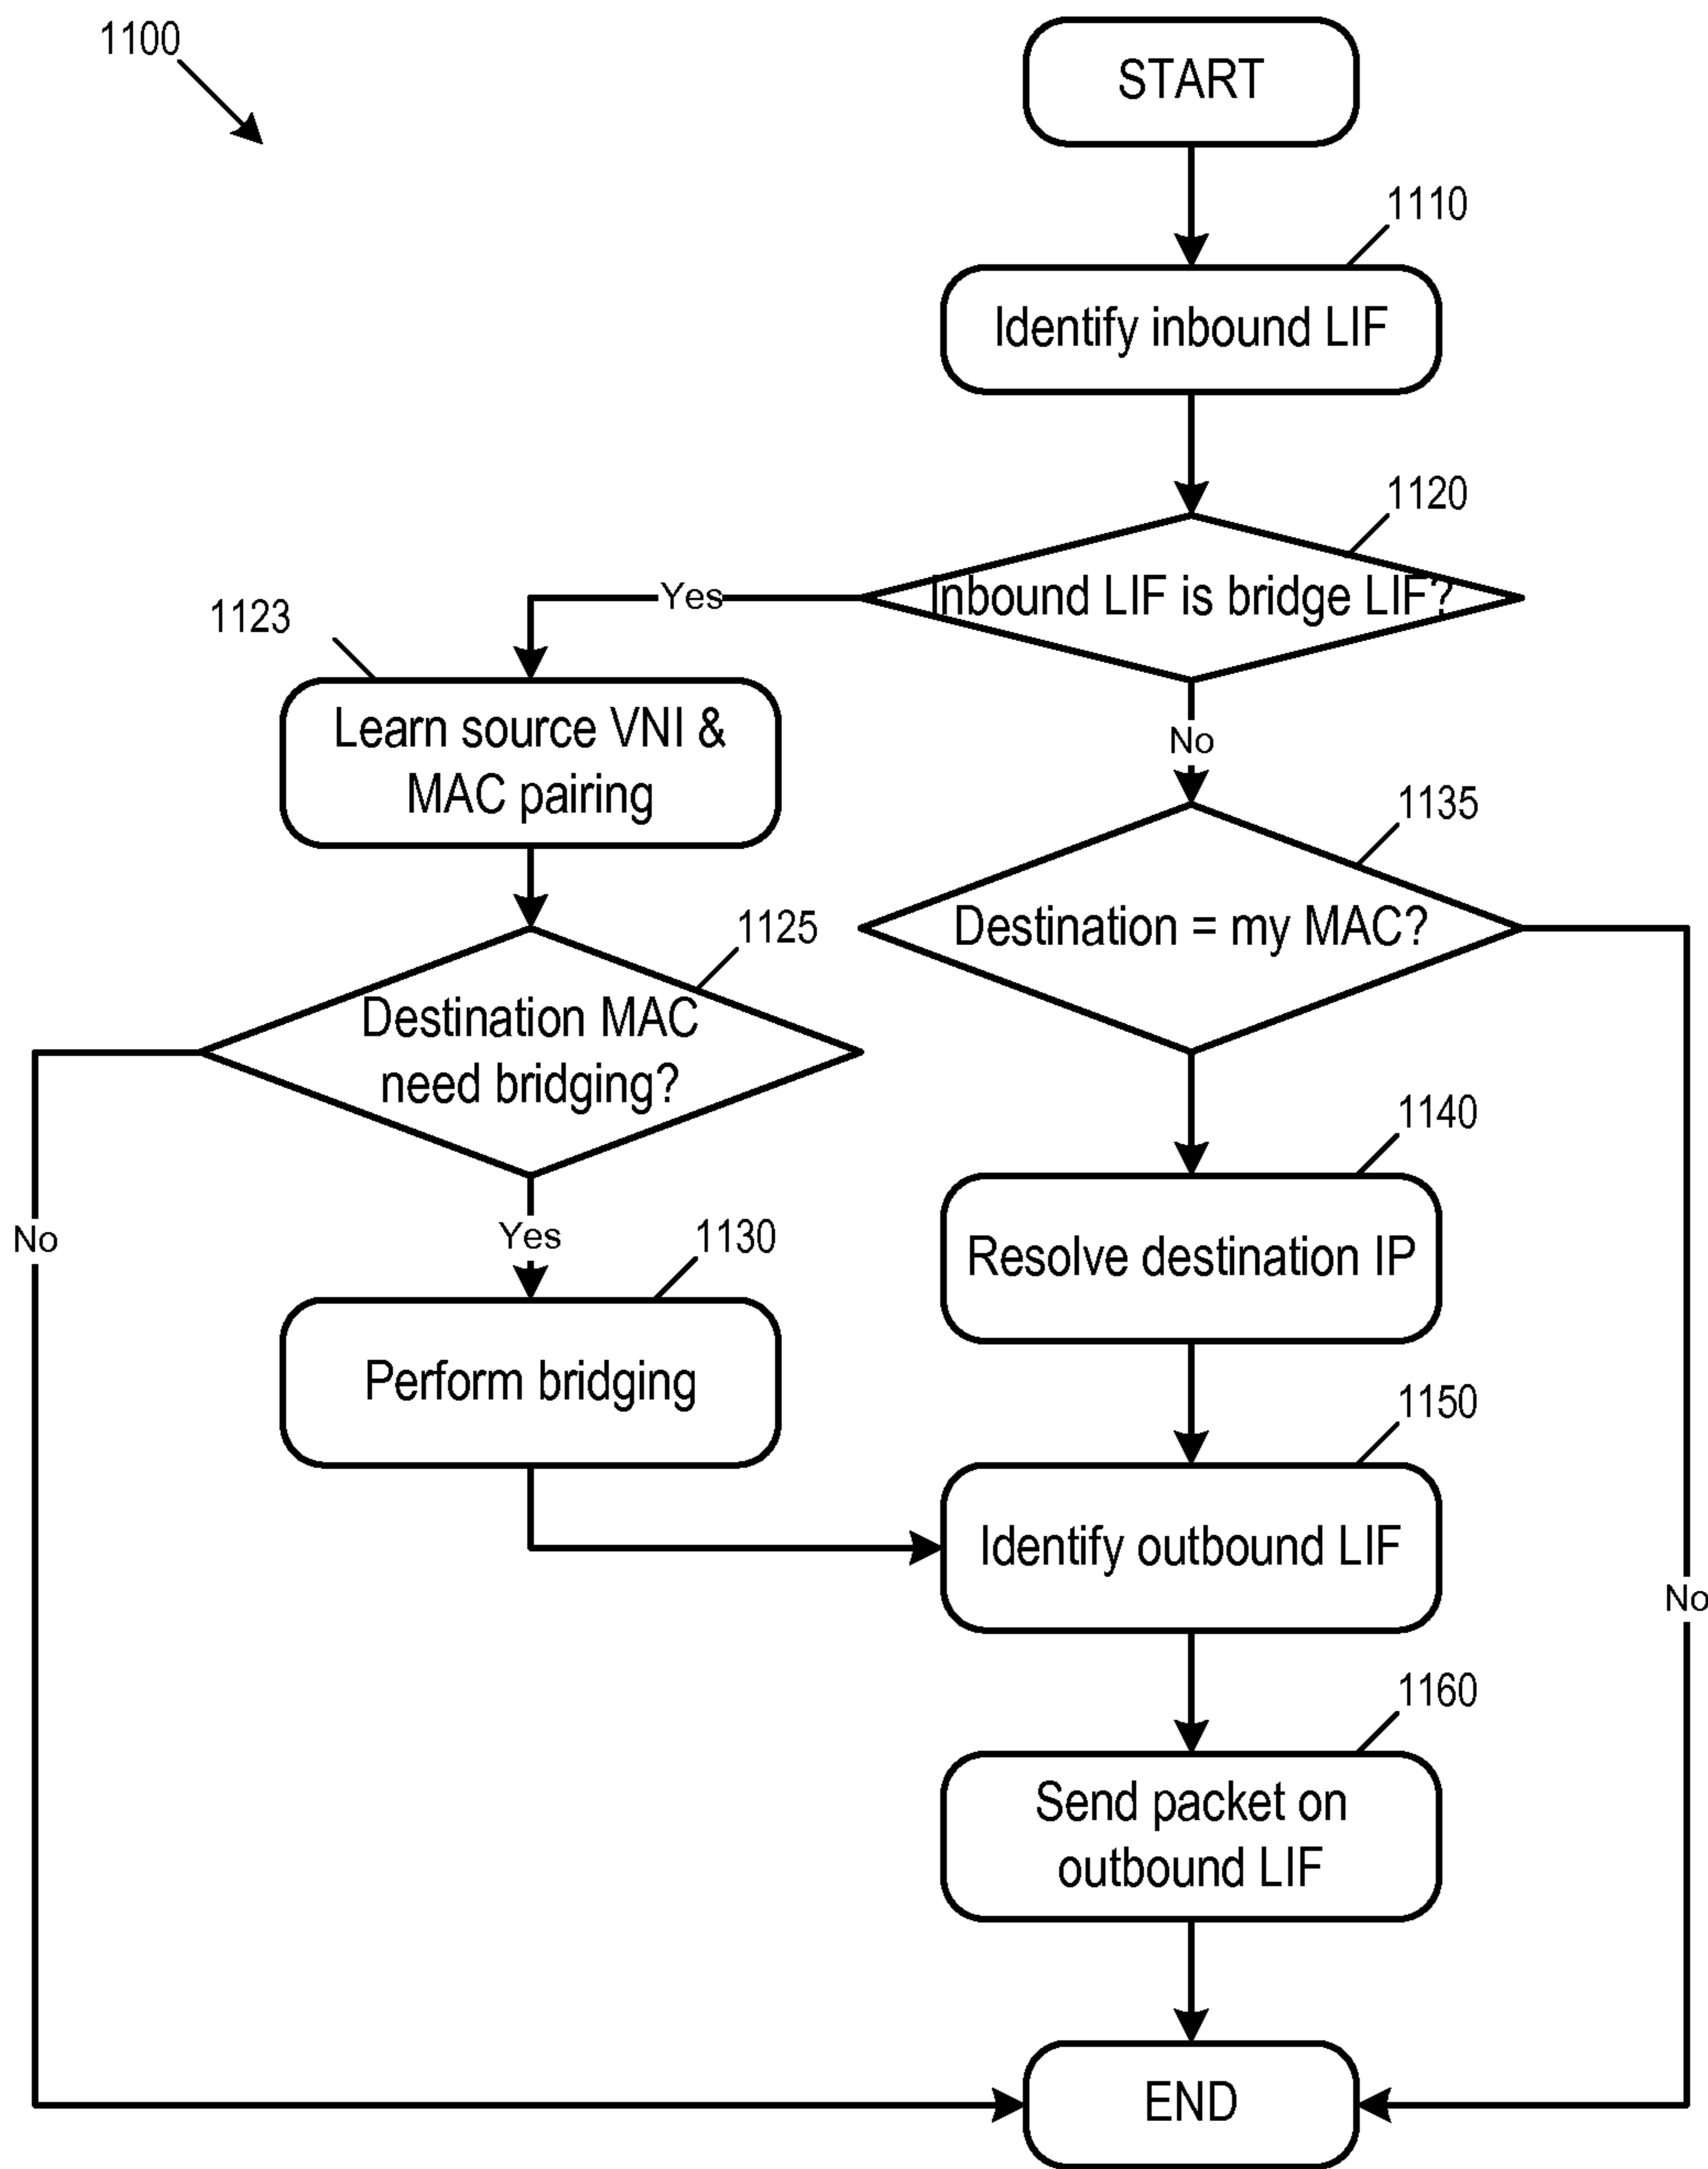 1100
START
1110
Identify inbound LIF
1120
Inbound LIF is bridge LIF?
Yes
1123
Learn source VNI &
MAC pairing
No
1135
Destination = my MAC?
1125
Destination MAC
need bridging?
1140
Resolve destination IP
No
Yes
1130
Perform bridging
1150
Identify outbound LIF
No
1160
Send packet on
outbound LIF
END